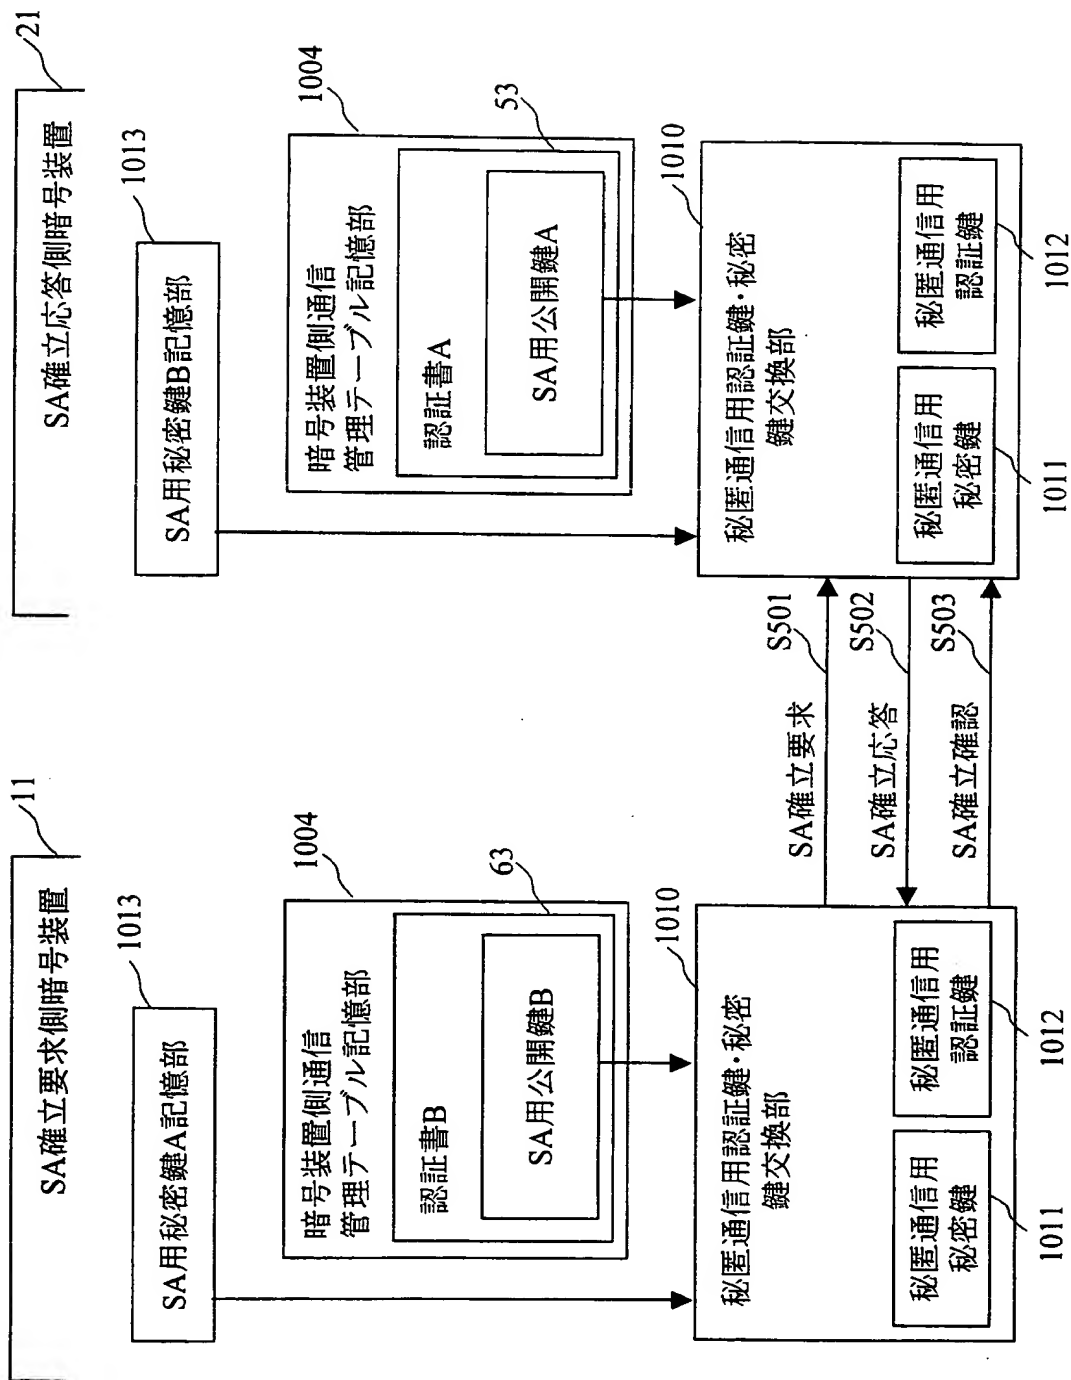 SA確立要求側暗号装置
11
1013
SA用秘密鍵A記憶部
1004
暗号装置側通信
管理テーブル記憶部
63
認証書B
SA用公開鍵B
1010
秘匿通信用認証鍵・秘密
鍵交換部
秘匿通信用
秘密鍵
秘匿通信用
認証鍵
1011
1012
SA確立要求
S501
SA確立応答
S502
SA確立確認
S503
SA確立応答側暗号装置
21
1013
SA用秘密鍵B記憶部
1004
暗号装置側通信
管理テーブル記憶部
53
認証書A
SA用公開鍵A
1010
秘匿通信用認証鍵・秘密
鍵交換部
秘匿通信用
秘密鍵
秘匿通信用
認証鍵
1011
1012